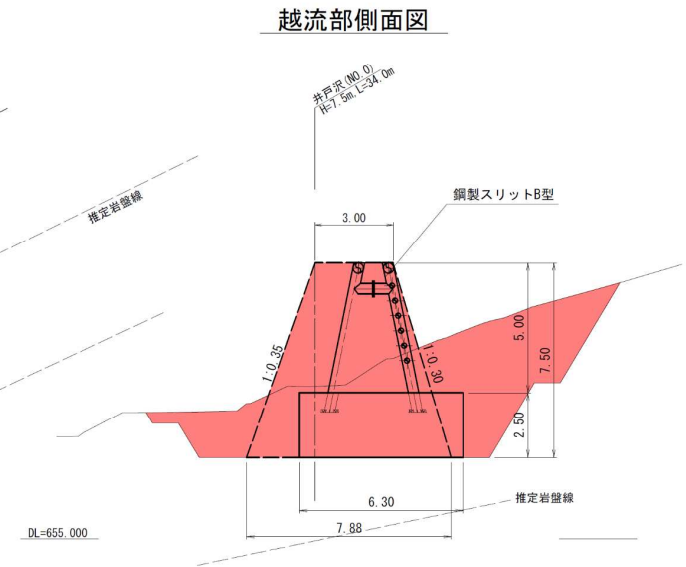 越流部側面図
井戸沢(NO.0)
H=7.5m,L=34.0m
推定岩盤線
鋼製スリットB型
3.00
1:0.35
1:0.30
5.00
7.50
2.50
6.30
推定岩盤線
7.88
DL=655.000